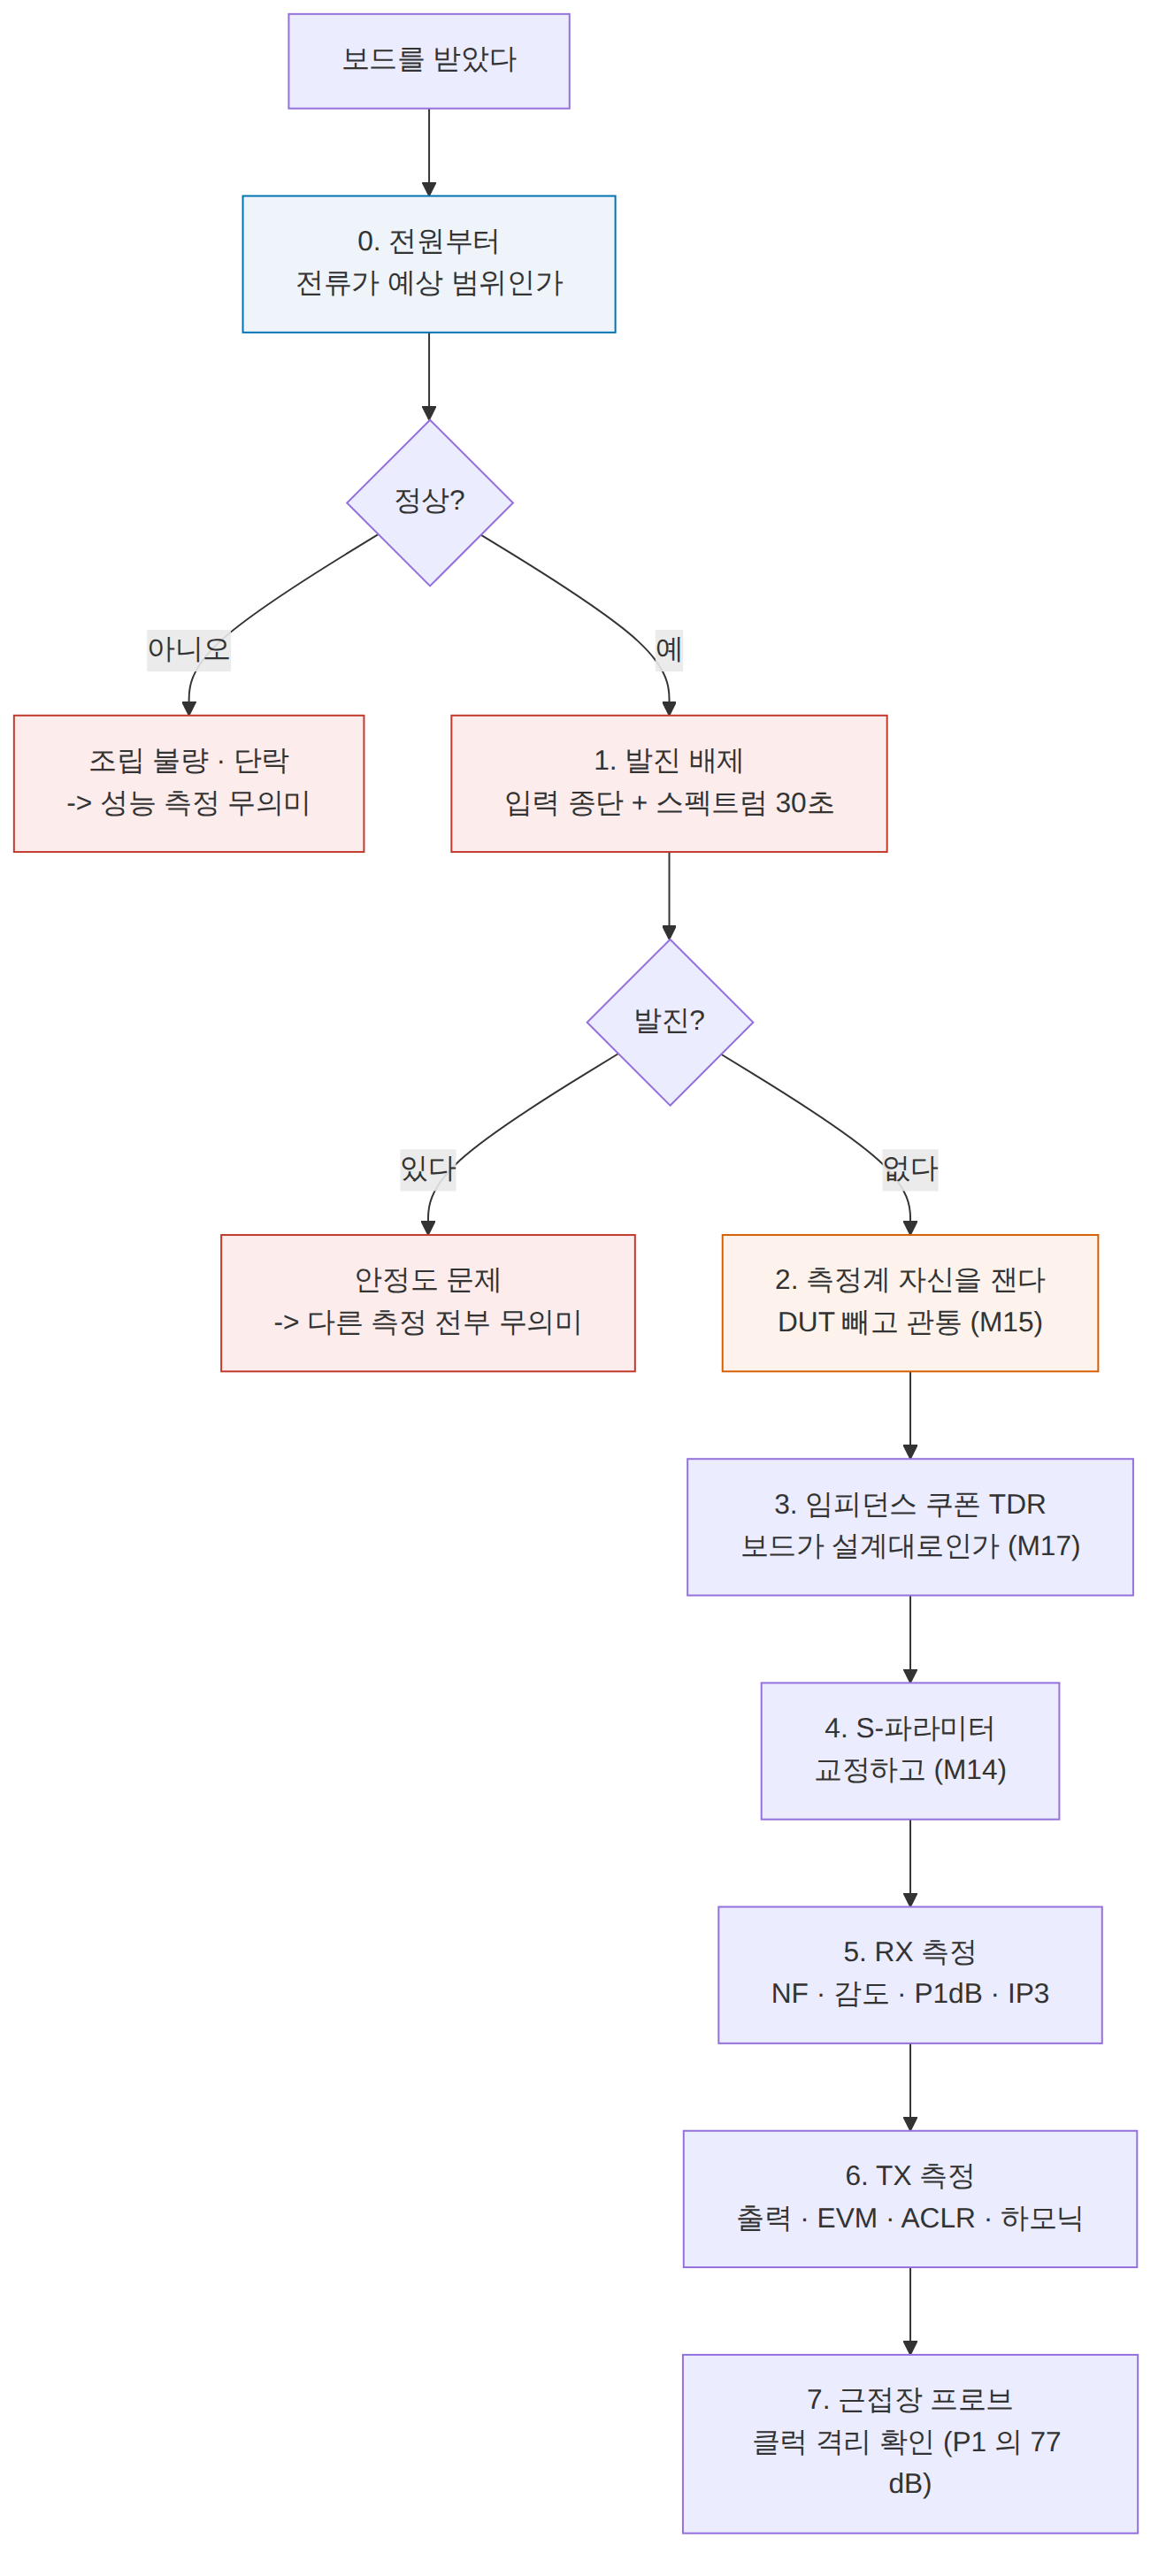 보드를 받았다
0. 전원부터
전류가 예상 범위인가
정상?
아니오
예
조립 불량 · 단락
-> 성능 측정 무의미
1. 발진 배제
입력 종단 + 스펙트럼 30초
발진?
있다
없다
안정도 문제
-> 다른 측정 전부 무의미
2. 측정계 자신을 잰다
DUT 빼고 관통 (M15)
3. 임피던스 쿠폰 TDR
보드가 설계대로인가 (M17)
4. S-파라미터
교정하고 (M14)
5. RX 측정
NF · 감도 · P1dB · IP3
6. TX 측정
출력 · EVM · ACLR · 하모닉
7. 근접장 프로브
클럭 격리 확인 (P1 의 77
dB)